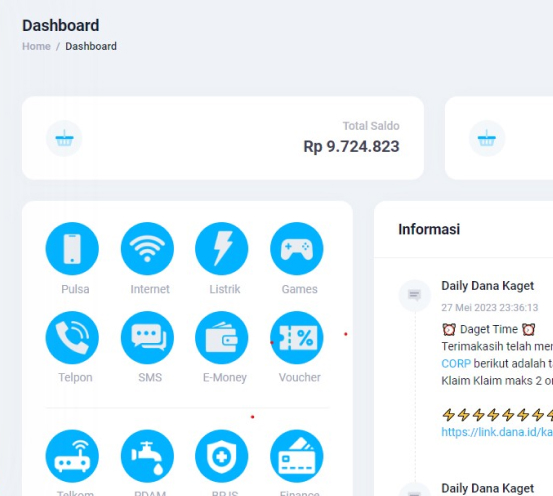 Dashboard
Home / Dashboard
Total Saldo
Rp 9.724.823
Pulsa
Internet
Listrik
Games
Telpon
SMS
E-Money
Voucher
Telkom
PDAM
BPJS
Finance
Informasi
Daily Dana Kaget
27 Mei 2023 23:36:13
⏰ Daget Time ⏰
Terimakasih telah
CORP berikut adalah
Klaim Klaim maks 2
⚡⚡⚡⚡⚡⚡⚡⚡
https://link.dana.id/ka
Daily Dana Kaget